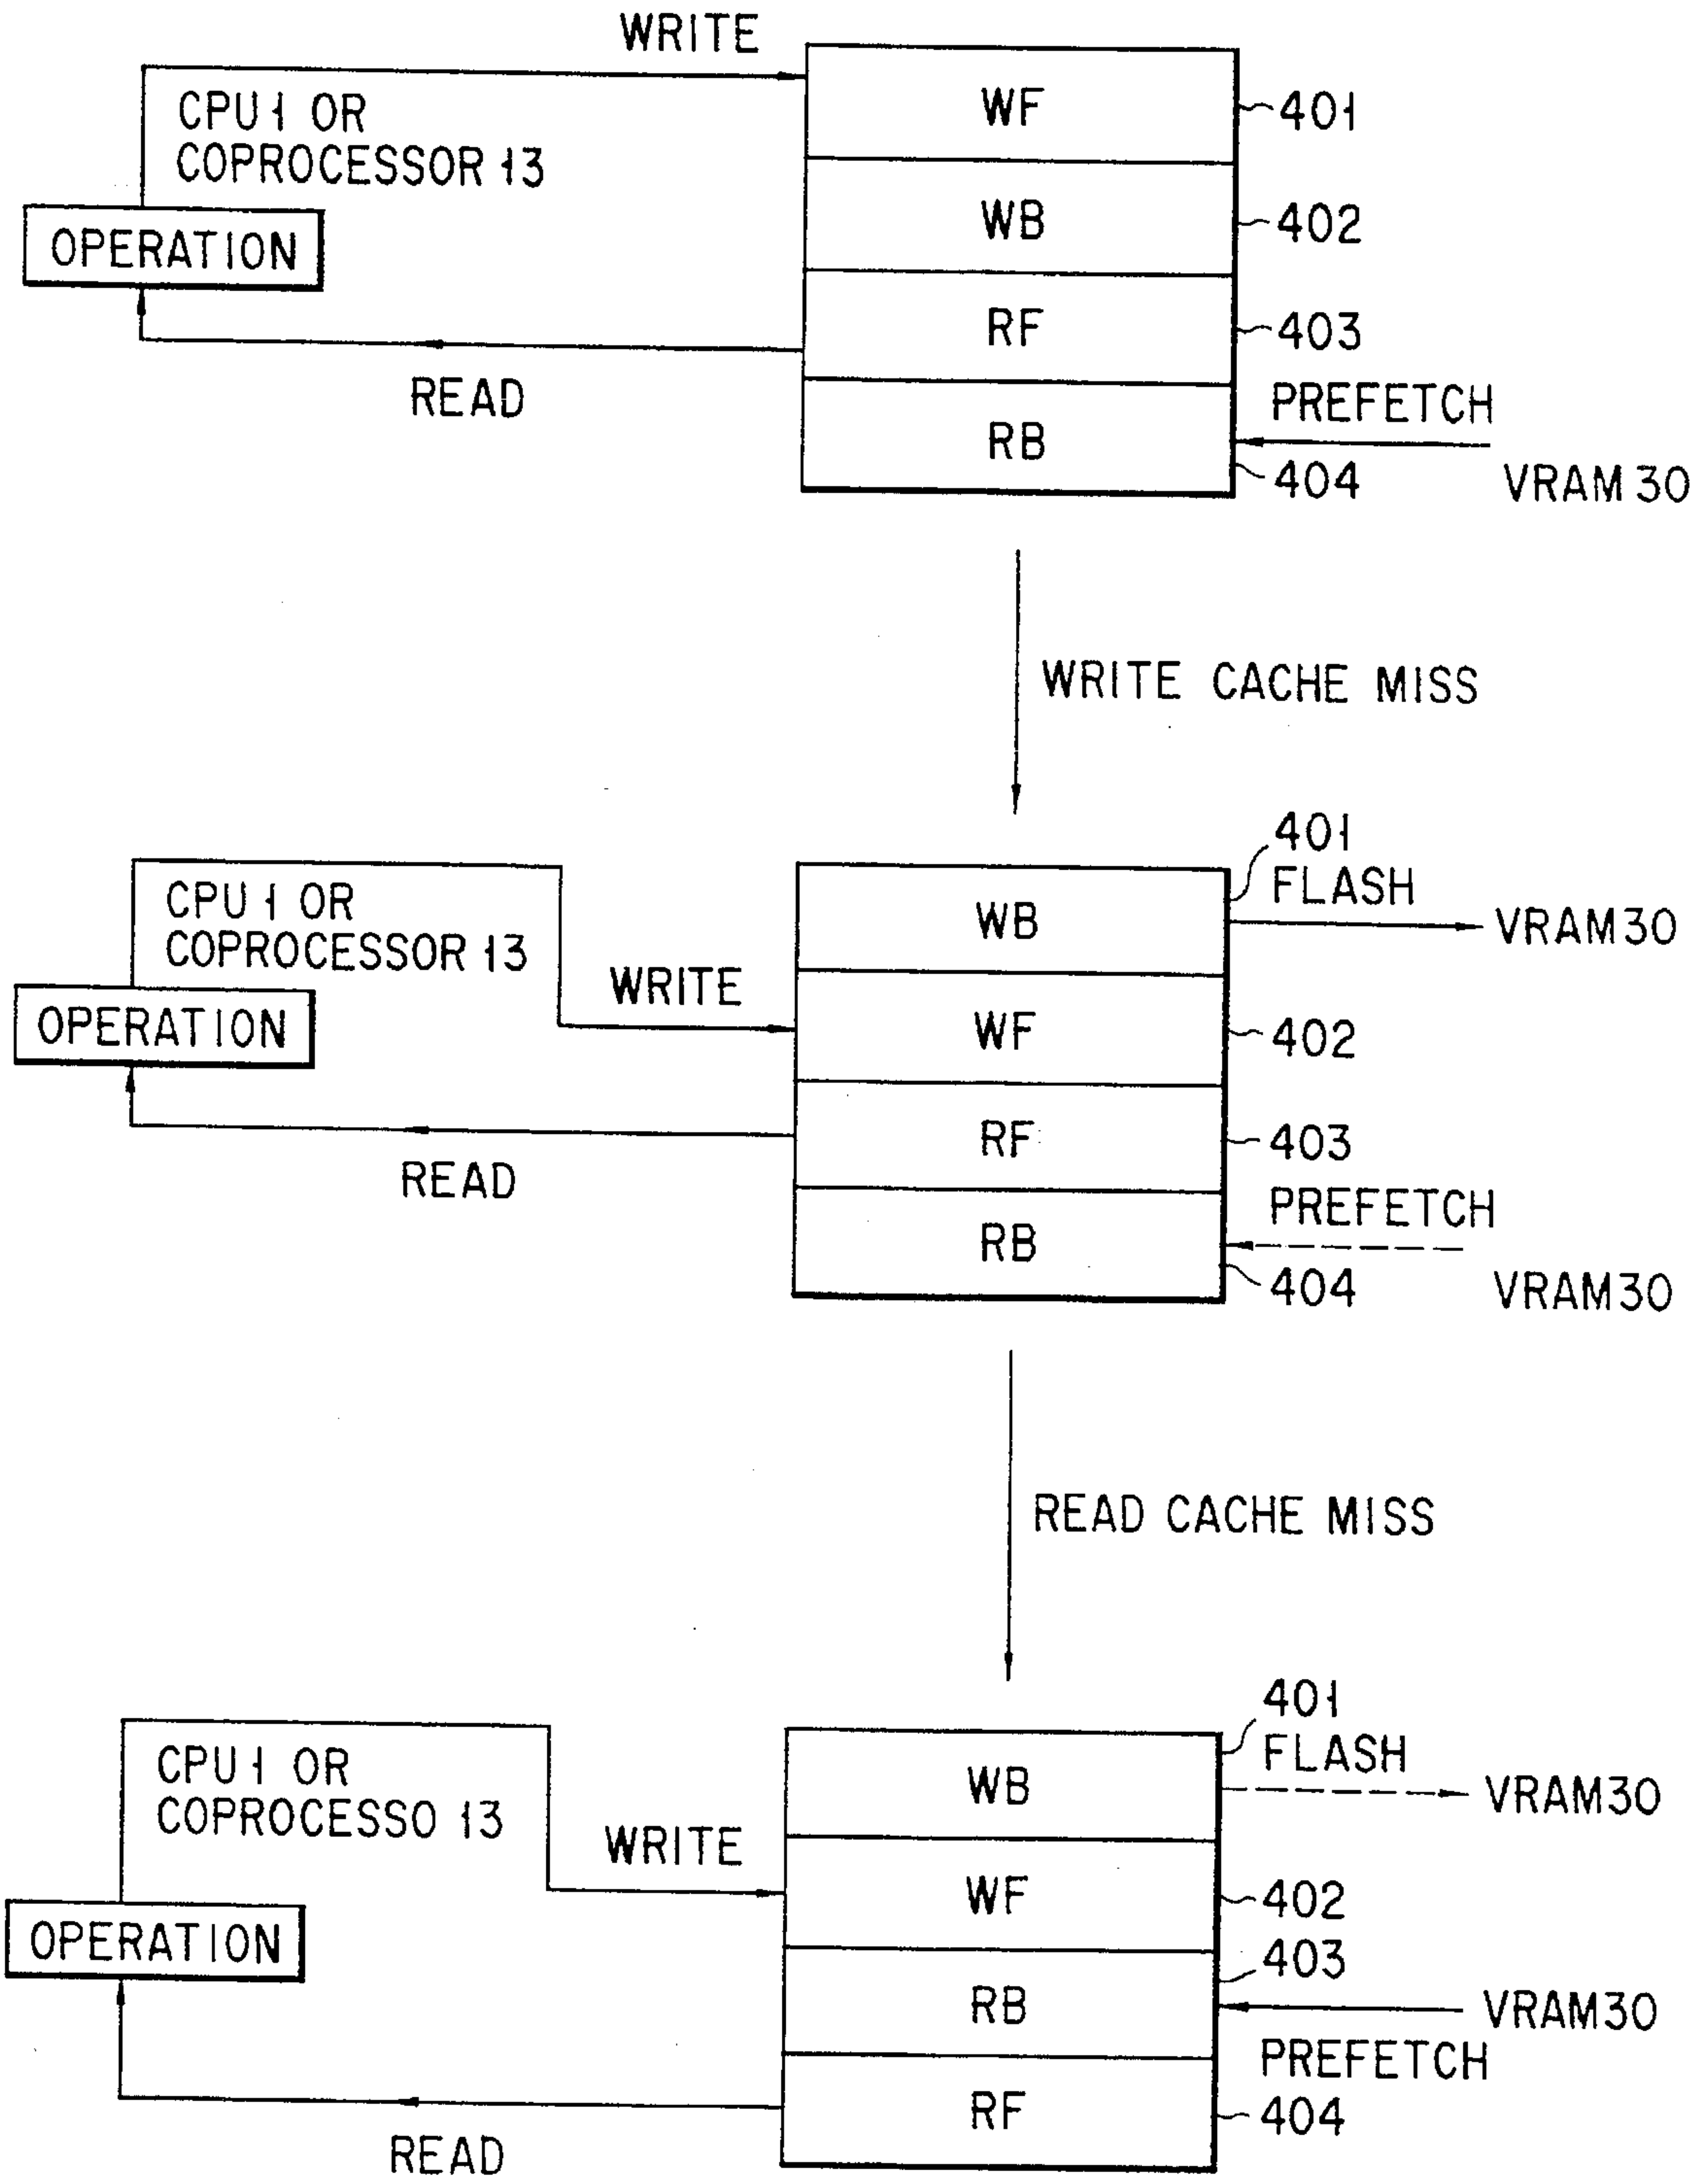 WRITE
CPU 1 OR
COPROCESSOR 13
OPERATION
READ
WF
401
WB
402
RF
403
RB
PREFETCH
404
VRAM30
WRITE CACHE MISS
CPU 1 OR
COPROCESSOR 13
OPERATION
WRITE
READ
401
FLASH
WB
VRAM30
WF
402
RF
403
PREFETCH
RB
404
VRAM30
READ CACHE MISS
CPU 1 OR
COPROCESSO 13
OPERATION
WRITE
READ
401
FLASH
WB
VRAM30
WF
402
403
RB
VRAM30
PREFETCH
RF
404